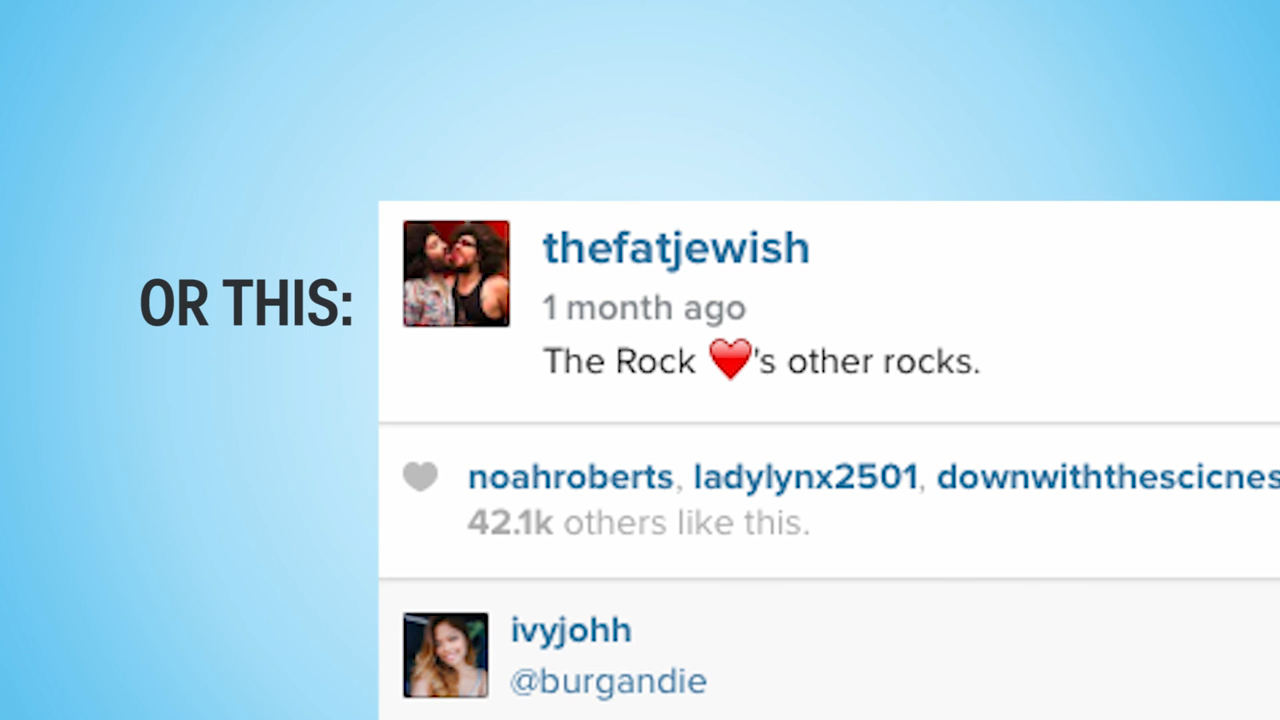 OR THIS:
thefatjewish
1 month ago
The Rock ❤️'s other rocks.
noahroberts, ladylynx2501, downwiththescicnes
42.1k others like this.
ivyjohh
@burgandie